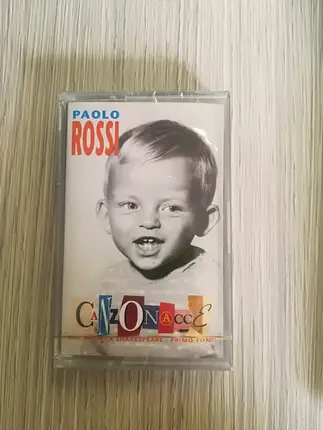 PAOLO
ROSSI
CANZONACCE
SHAKESPEARE - PRIMO TOMO